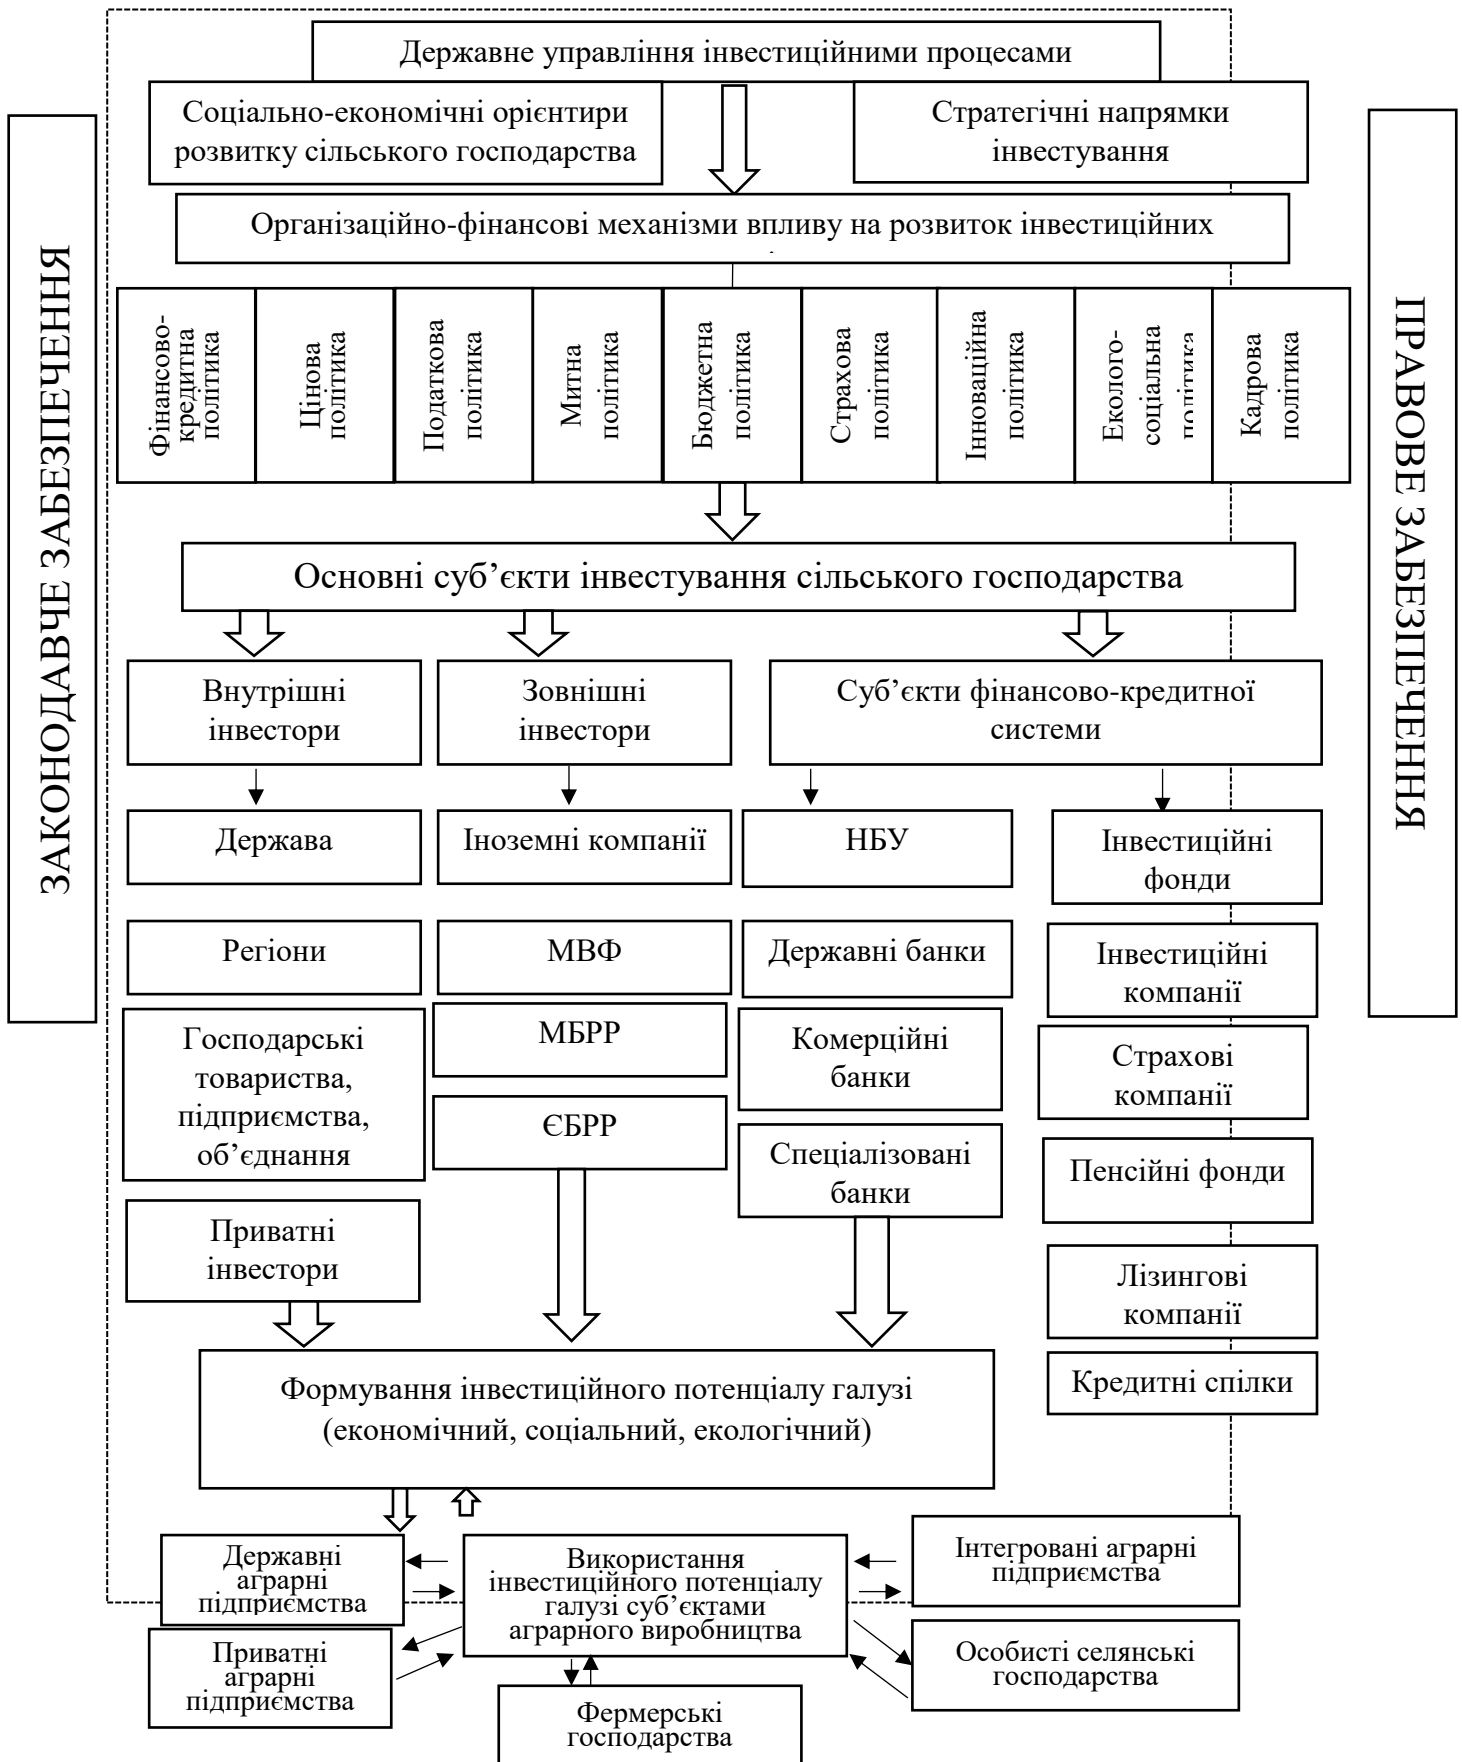 Державне управління інвестиційними процесами
Соціально-економічні орієнтири
розвитку сільського господарства
Стратегічні напрямки
інвестування
Організаційно-фінансові механізми впливу на розвиток інвестиційних
ЗАКОНОДАВЧЕ ЗАБЕЗПЕЧЕННЯ
ПРАВОВЕ ЗАБЕЗПЕЧЕННЯ
Фінансово-
кредитна
політика
Цінова
політика
Податкова
політика
Митна
політика
Бюджетна
політика
Страхова
політика
Інноваційна
політика
Еколого-
соціальна
політика
Кадрова
політика
Основні суб’єкти інвестування сільського господарства
Внутрішні
інвестори
Зовнішні
інвестори
Суб’єкти фінансово-кредитної
системи
Держава
Іноземні компанії
НБУ
Інвестиційні
фонди
Регіони
МВФ
Державні банки
Інвестиційні
компанії
Господарські
товариства,
підприємства,
об’єднання
МБРР
Комерційні
банки
Страхові
компанії
ЄБРР
Спеціалізовані
банки
Пенсійні фонди
Приватні
інвестори
Лізингові
компанії
Формування інвестиційного потенціалу галузі
(економічний, соціальний, екологічний)
Кредитні спілки
Державні
аграрні
підприємства
Використання
інвестиційного потенціалу
галузі суб’єктами
аграрного виробництва
Інтегровані аграрні
підприємства
Приватні
аграрні
підприємства
Особисті селянські
господарства
Фермерські
господарства